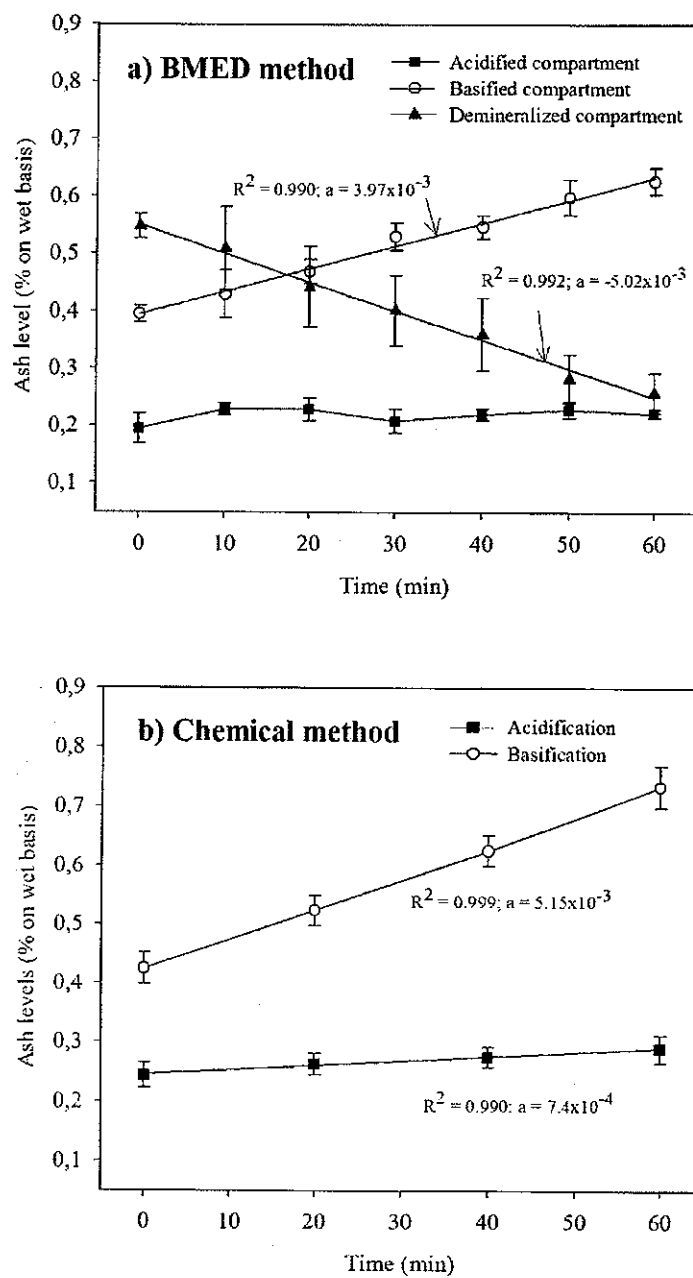 0,9
a) BMED method
Acidified compartment
Basified compartment
Demineralized compartment
0,8
0,7
R² = 0.990; a = 3.97x10⁻³
0,6
0,5
R² = 0.992; a = -5.02x10⁻³
0,4
0,3
0,2
0,1
Ash level (% on wet basis)
0 10 20 30 40 50 60
Time (min)
0,9
b) Chemical method
Acidification
Basification
0,8
0,7
0,6
R² = 0.999; a = 5.15x10⁻³
0,5
0,4
0,3
0,2
R² = 0.990: a = 7.4x10⁻⁴
0,1
Ash levels (% on wet basis)
0 10 20 30 40 50 60
Time (min)